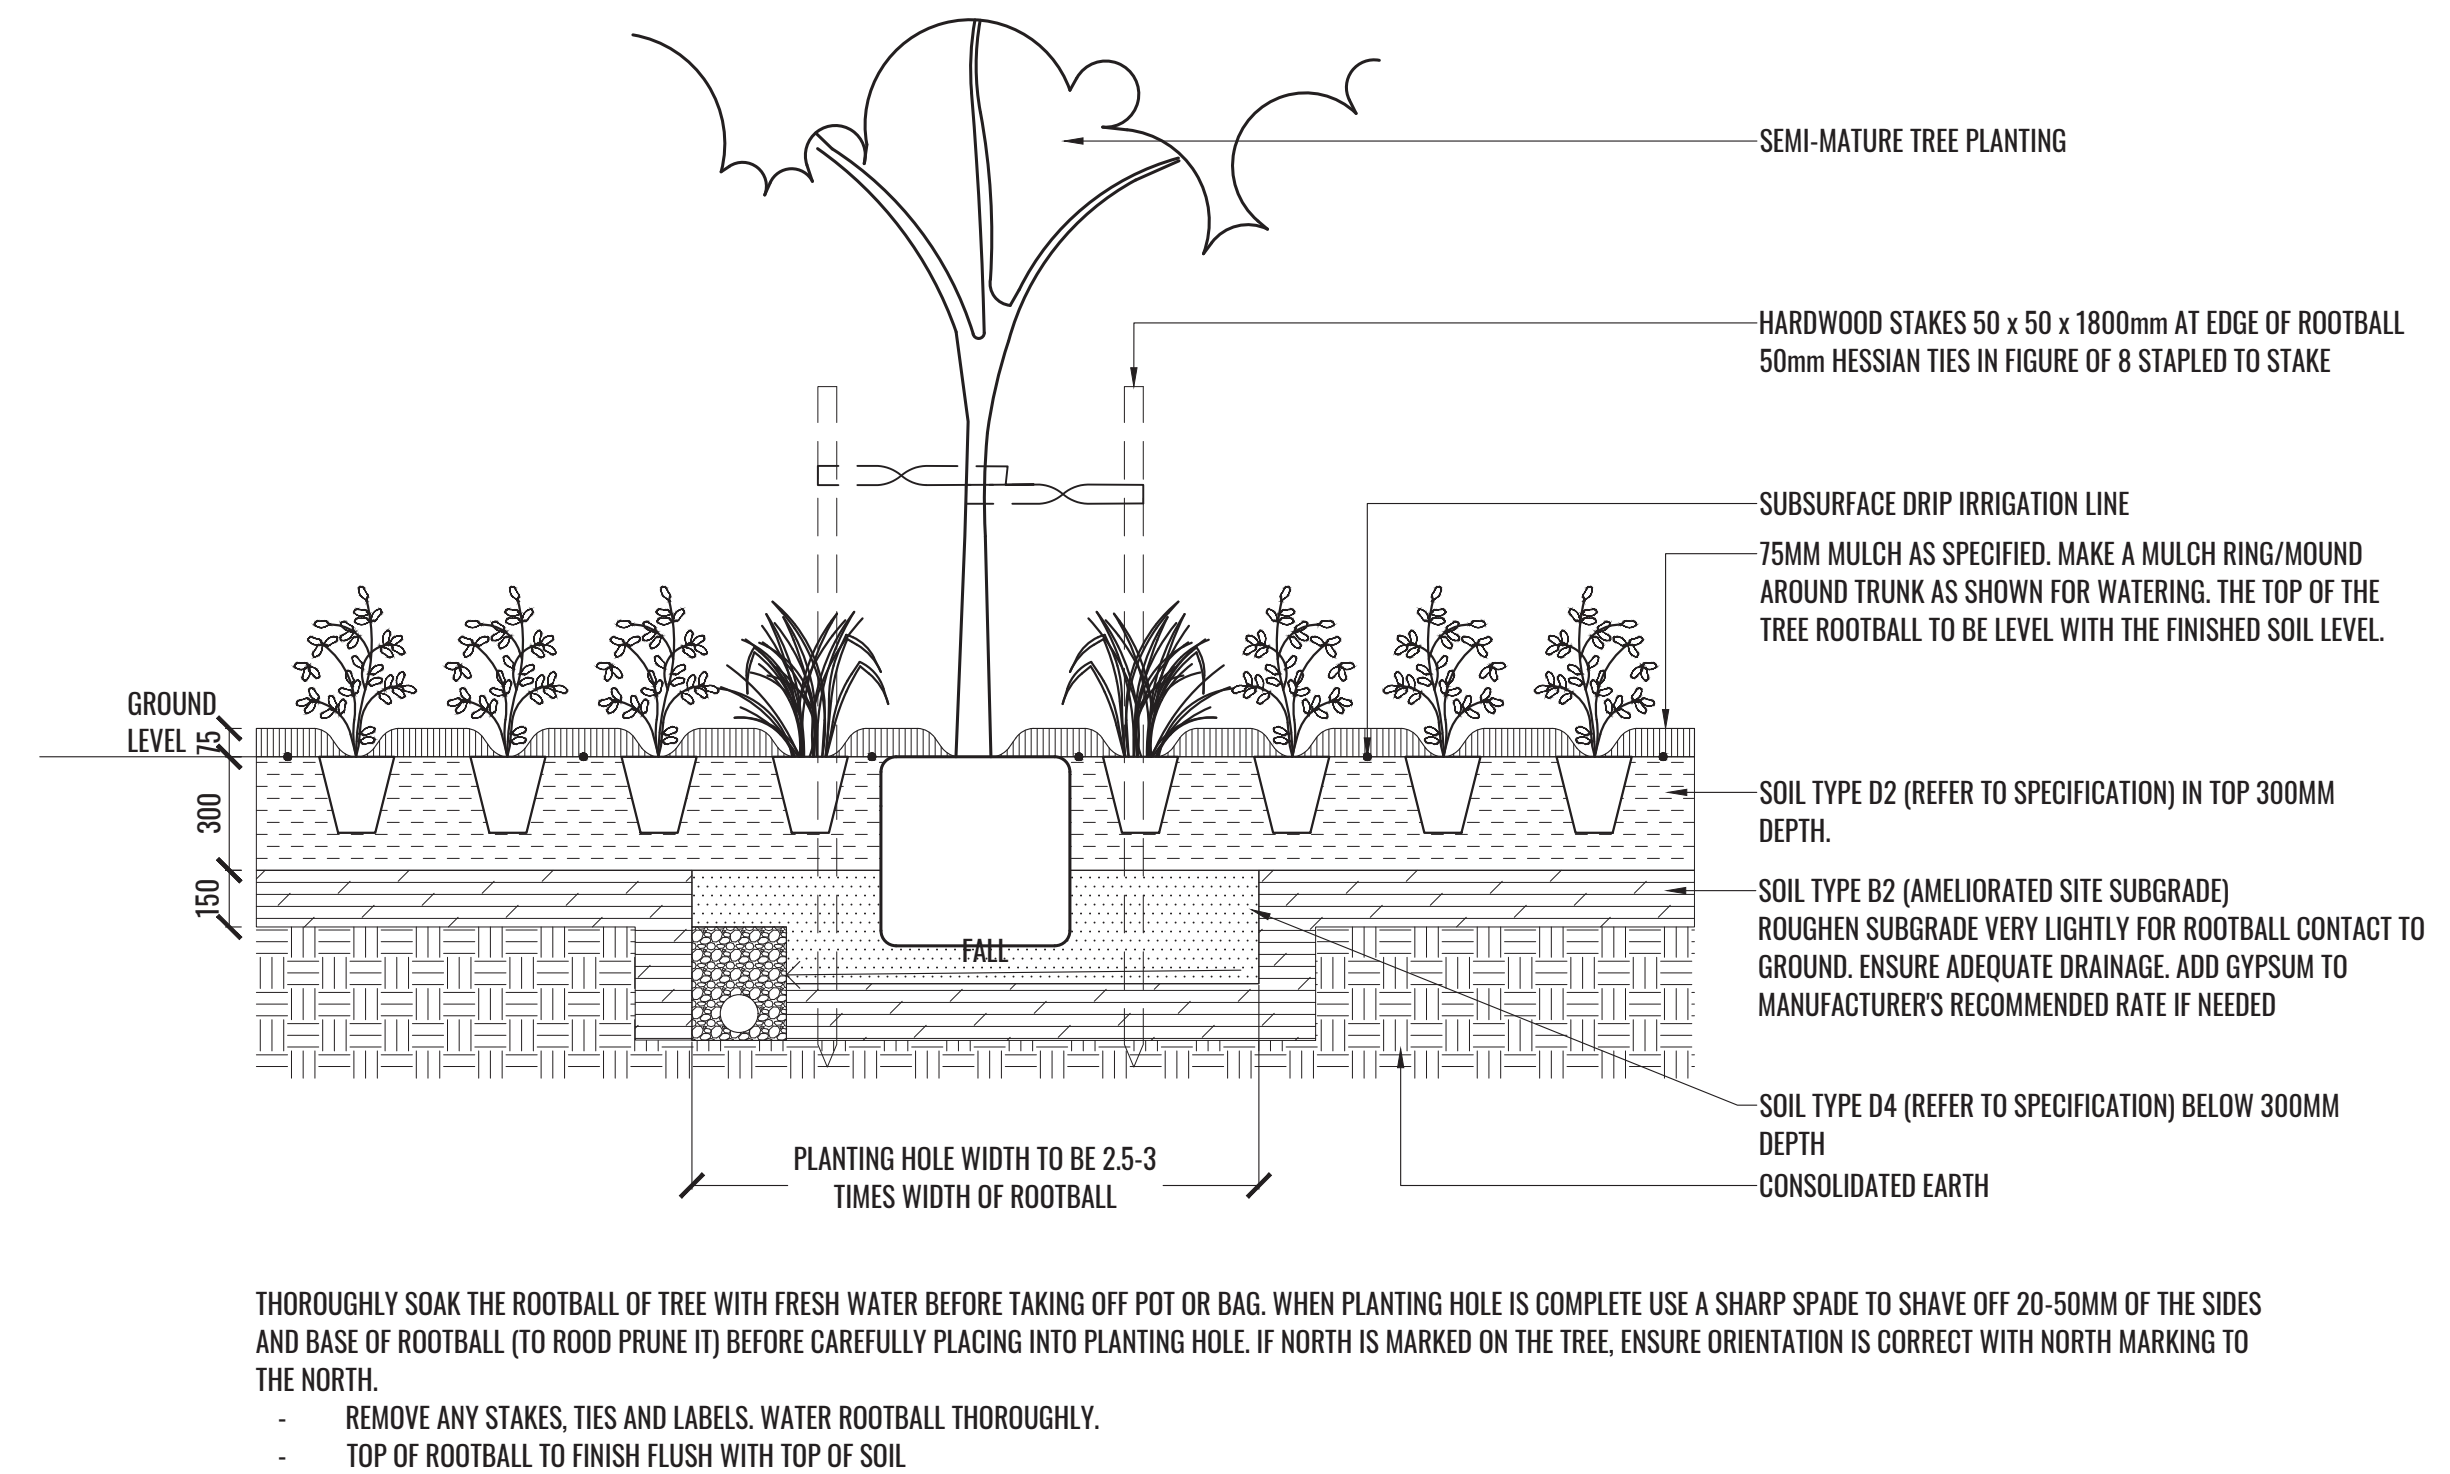 SEMI-MATURE TREE PLANTING
HARDWOOD STAKES 50 x 50 x 1800mm AT EDGE OF ROOTBALL
50mm HESSIAN TIES IN FIGURE OF 8 STAPLED TO STAKE
SUBSURFACE DRIP IRRIGATION LINE
75MM MULCH AS SPECIFIED. MAKE A MULCH RING/MOUND
AROUND TRUNK AS SHOWN FOR WATERING. THE TOP OF THE
TREE ROOTBALL TO BE LEVEL WITH THE FINISHED SOIL LEVEL.
GROUND
LEVEL
75
300
150
SOIL TYPE D2 (REFER TO SPECIFICATION) IN TOP 300MM
DEPTH.
SOIL TYPE B2 (AMELIORATED SITE SUBGRADE)
ROUGHEN SUBGRADE VERY LIGHTLY FOR ROOTBALL CONTACT TO
GROUND. ENSURE ADEQUATE DRAINAGE. ADD GYPSUM TO
MANUFACTURER'S RECOMMENDED RATE IF NEEDED
FALL
SOIL TYPE D4 (REFER TO SPECIFICATION) BELOW 300MM
DEPTH
CONSOLIDATED EARTH
PLANTING HOLE WIDTH TO BE 2.5-3
TIMES WIDTH OF ROOTBALL
THOROUGHLY SOAK THE ROOTBALL OF TREE WITH FRESH WATER BEFORE TAKING OFF POT OR BAG. WHEN PLANTING HOLE IS COMPLETE USE A SHARP SPADE TO SHAVE OFF 20-50MM OF THE SIDES
AND BASE OF ROOTBALL (TO ROOD PRUNE IT) BEFORE CAREFULLY PLACING INTO PLANTING HOLE. IF NORTH IS MARKED ON THE TREE, ENSURE ORIENTATION IS CORRECT WITH NORTH MARKING TO
THE NORTH.
- REMOVE ANY STAKES, TIES AND LABELS. WATER ROOTBALL THOROUGHLY.
- TOP OF ROOTBALL TO FINISH FLUSH WITH TOP OF SOIL